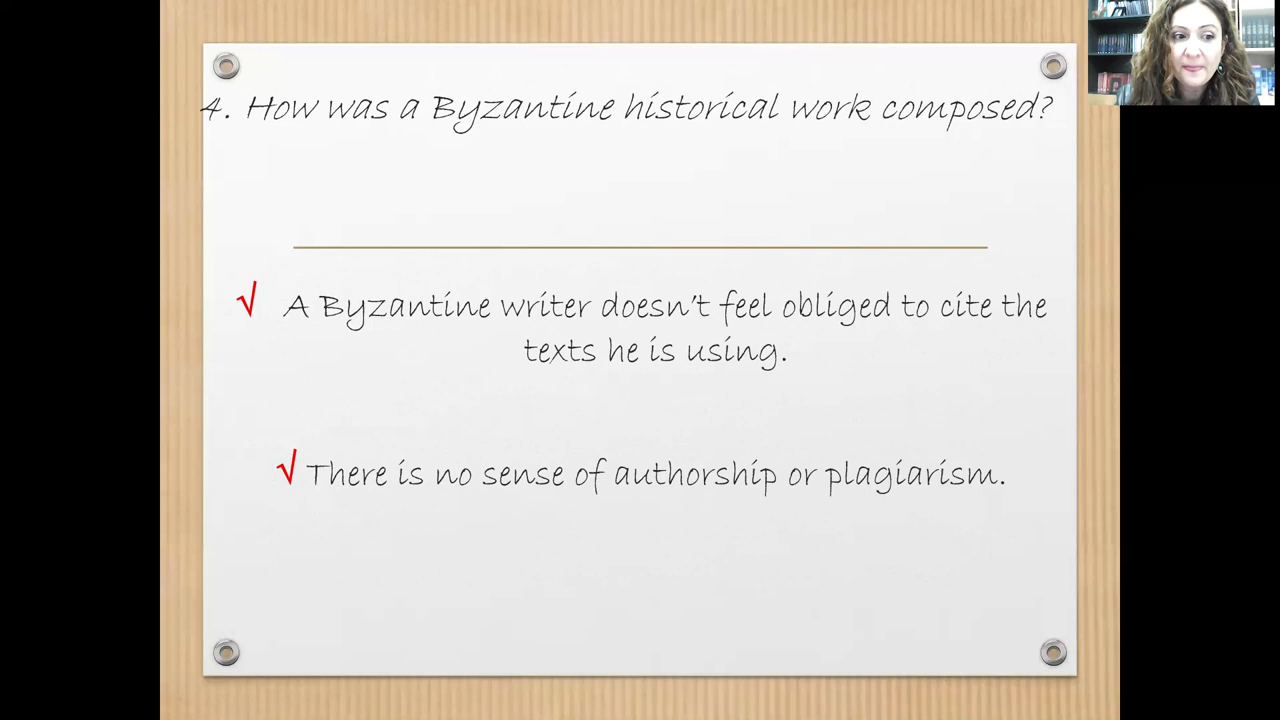 4. How was a Byzantine historical work composed?
√ A Byzantine writer doesn't feel obliged to cite the
texts he is using.
√ There is no sense of authorship or plagiarism.